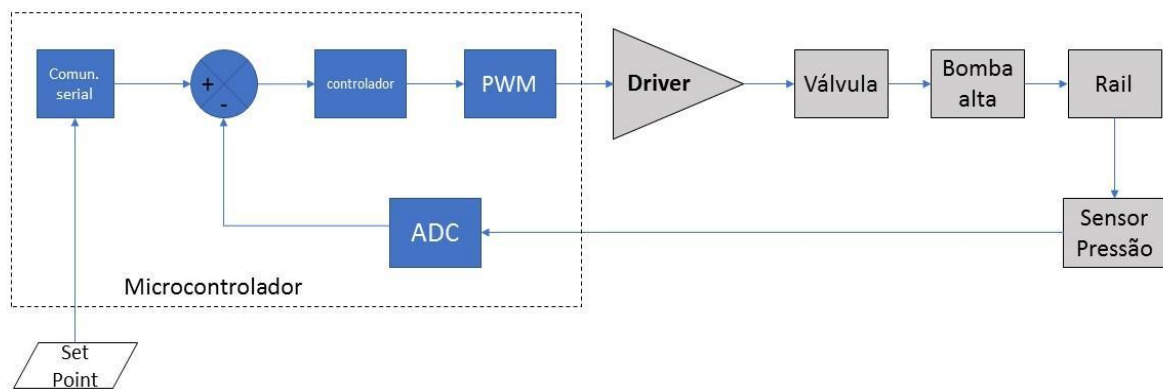 Comun.
serial
+
-
controlador
PWM
Driver
Válvula
Bomba
alta
Rail
ADC
Sensor
Pressão
Microcontrolador
Set
Point